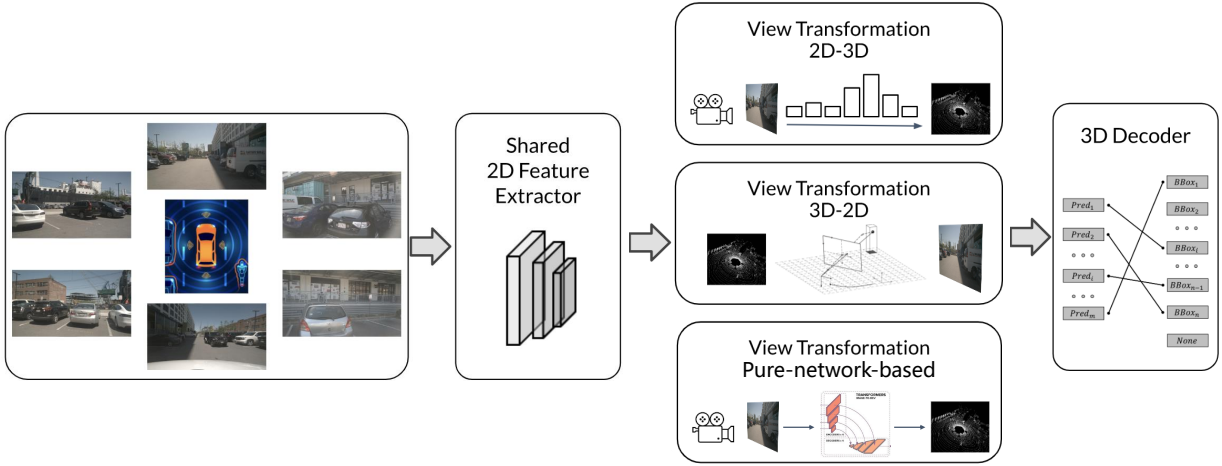 Shared
2D Feature
Extractor
View Transformation
2D-3D
View Transformation
3D-2D
View Transformation
Pure-network-based
TRANSFORMERS
3D Decoder
Pred₁
Pred₂
Predᵢ
Predₘ
BBox₁
BBox₂
BBoxᵢ
BBoxₙ₋₁
BBoxₙ
None